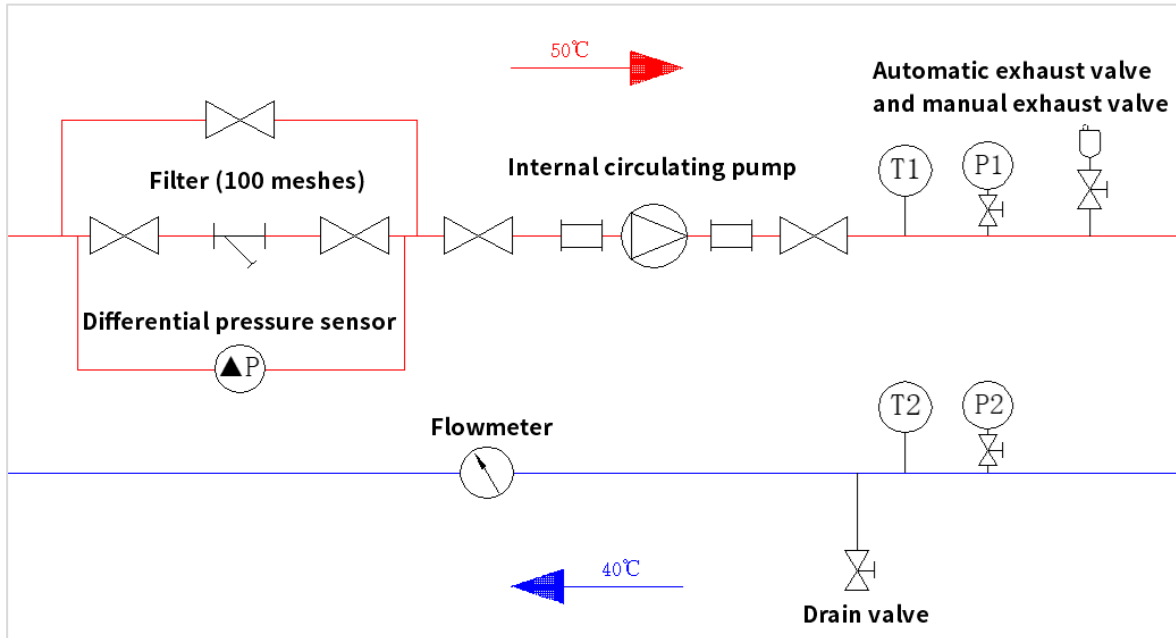 50℃
Automatic exhaust valve
and manual exhaust valve
Filter (100 meshes)
Internal circulating pump
T1
P1
Differential pressure sensor
▲P
T2
P2
Flowmeter
40℃
Drain valve